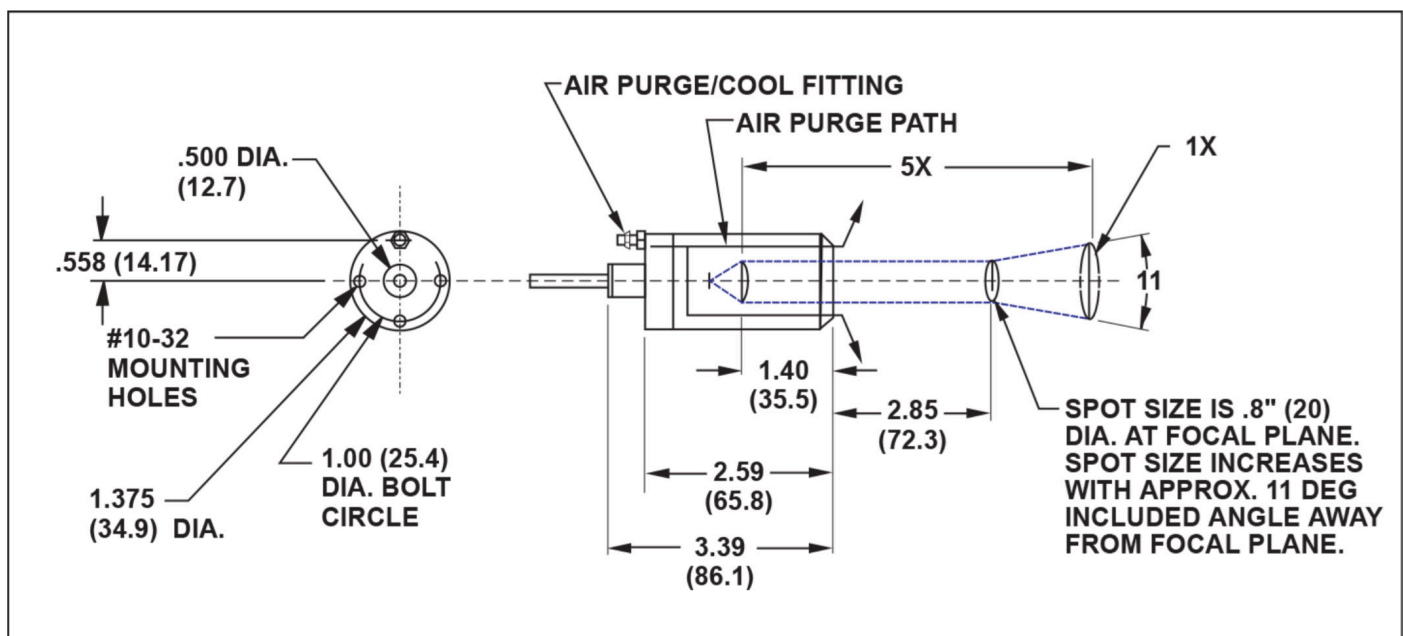 AIR PURGE/COOL FITTING
AIR PURGE PATH
.500 DIA.
(12.7)
5X
1X
.558 (14.17)
11
#10-32
MOUNTING
HOLES
1.40
(35.5)
2.85
(72.3)
SPOT SIZE IS .8" (20)
DIA. AT FOCAL PLANE.
SPOT SIZE INCREASES
WITH APPROX. 11 DEG
INCLUDED ANGLE AWAY
FROM FOCAL PLANE.
1.00 (25.4)
DIA. BOLT
CIRCLE
2.59
(65.8)
1.375
(34.9) DIA.
3.39
(86.1)